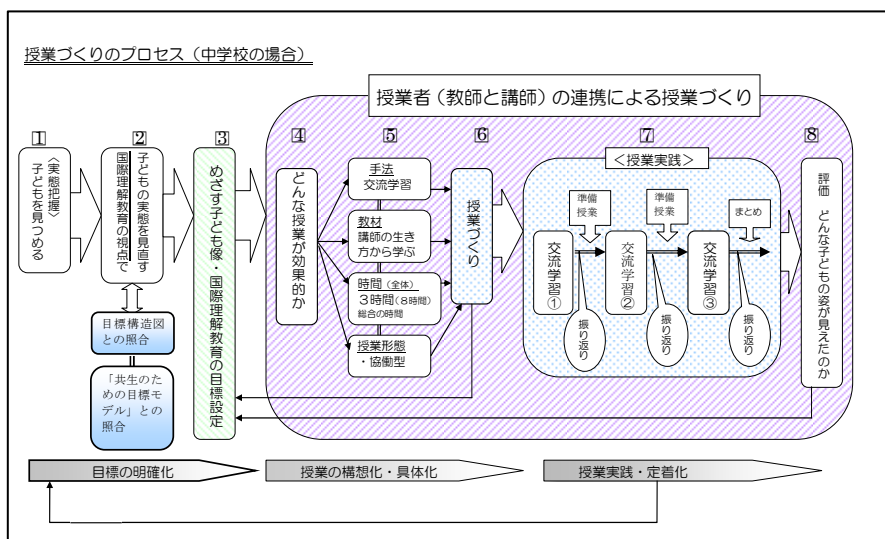 授業づくりのプロセス（中学校の場合）
授業者（教師と講師）の連携による授業づくり
1
〈実態把握〉
子どもを見つめる
2
子どもの実態を見直す
国際理解教育の視点で
目標構造図
との照合
「共生のた
めの目標モ
デル」との
照合
3
めざす子ども像・国際理解教育の目標設定
4
どんな授業が効果的か
5
手法
交流学習
教材
講師の生き
方から学ぶ
時間（全体）
３時間（８時間）
総合の時間
授業形態
・協働型
6
授業づくり
7
＜授業実践＞
準備
授業
準備
授業
まとめ
交流学習①
交流学習②
交流学習③
振り返り
振り返り
振り返り
8
評価　どんな子どもの姿が見えたのか
目標の明確化
授業の構想化・具体化
授業実践・定着化